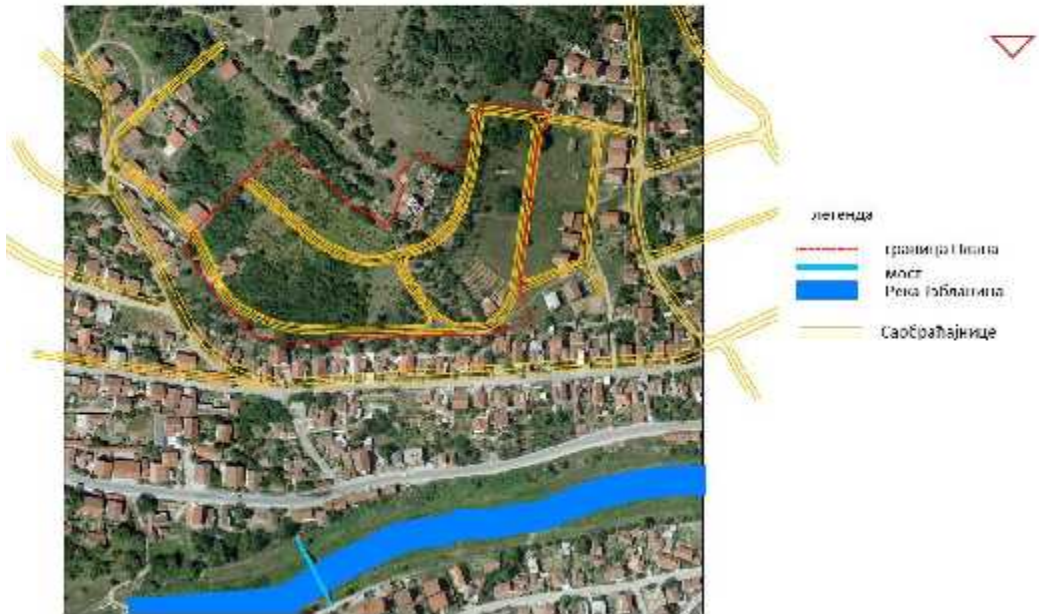 легенда
граница Плана
мост
Река Јабланица
Саобраћајнице